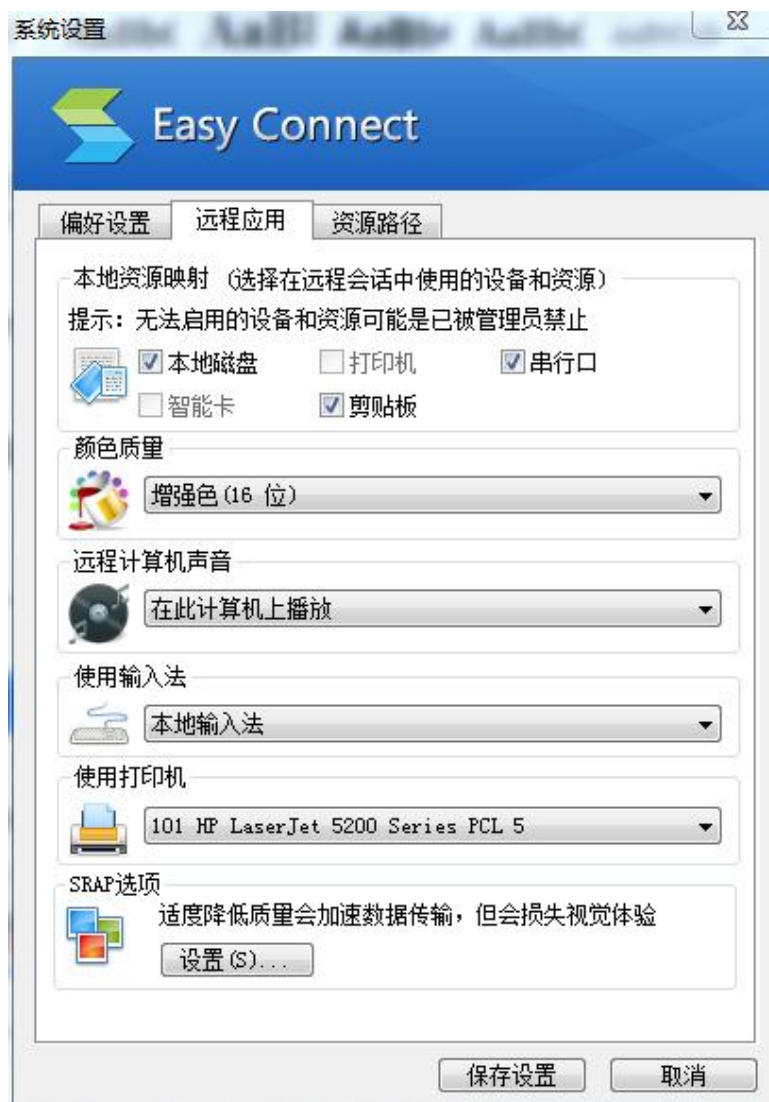 系统设置
Easy Connect
偏好设置 远程应用 资源路径
本地资源映射 (选择在远程会话中使用的设备和资源)
提示: 无法启用的设备和资源可能是已被管理员禁止
本地磁盘 打印机 串行口
智能卡 剪贴板
颜色质量
增强色(16 位)
远程计算机声音
在此计算机上播放
使用输入法
本地输入法
使用打印机
101 HP LaserJet 5200 Series PCL 5
SRAP选项
适度降低质量会加速数据传输,但会损失视觉体验
设置(S)...
保存设置 取消